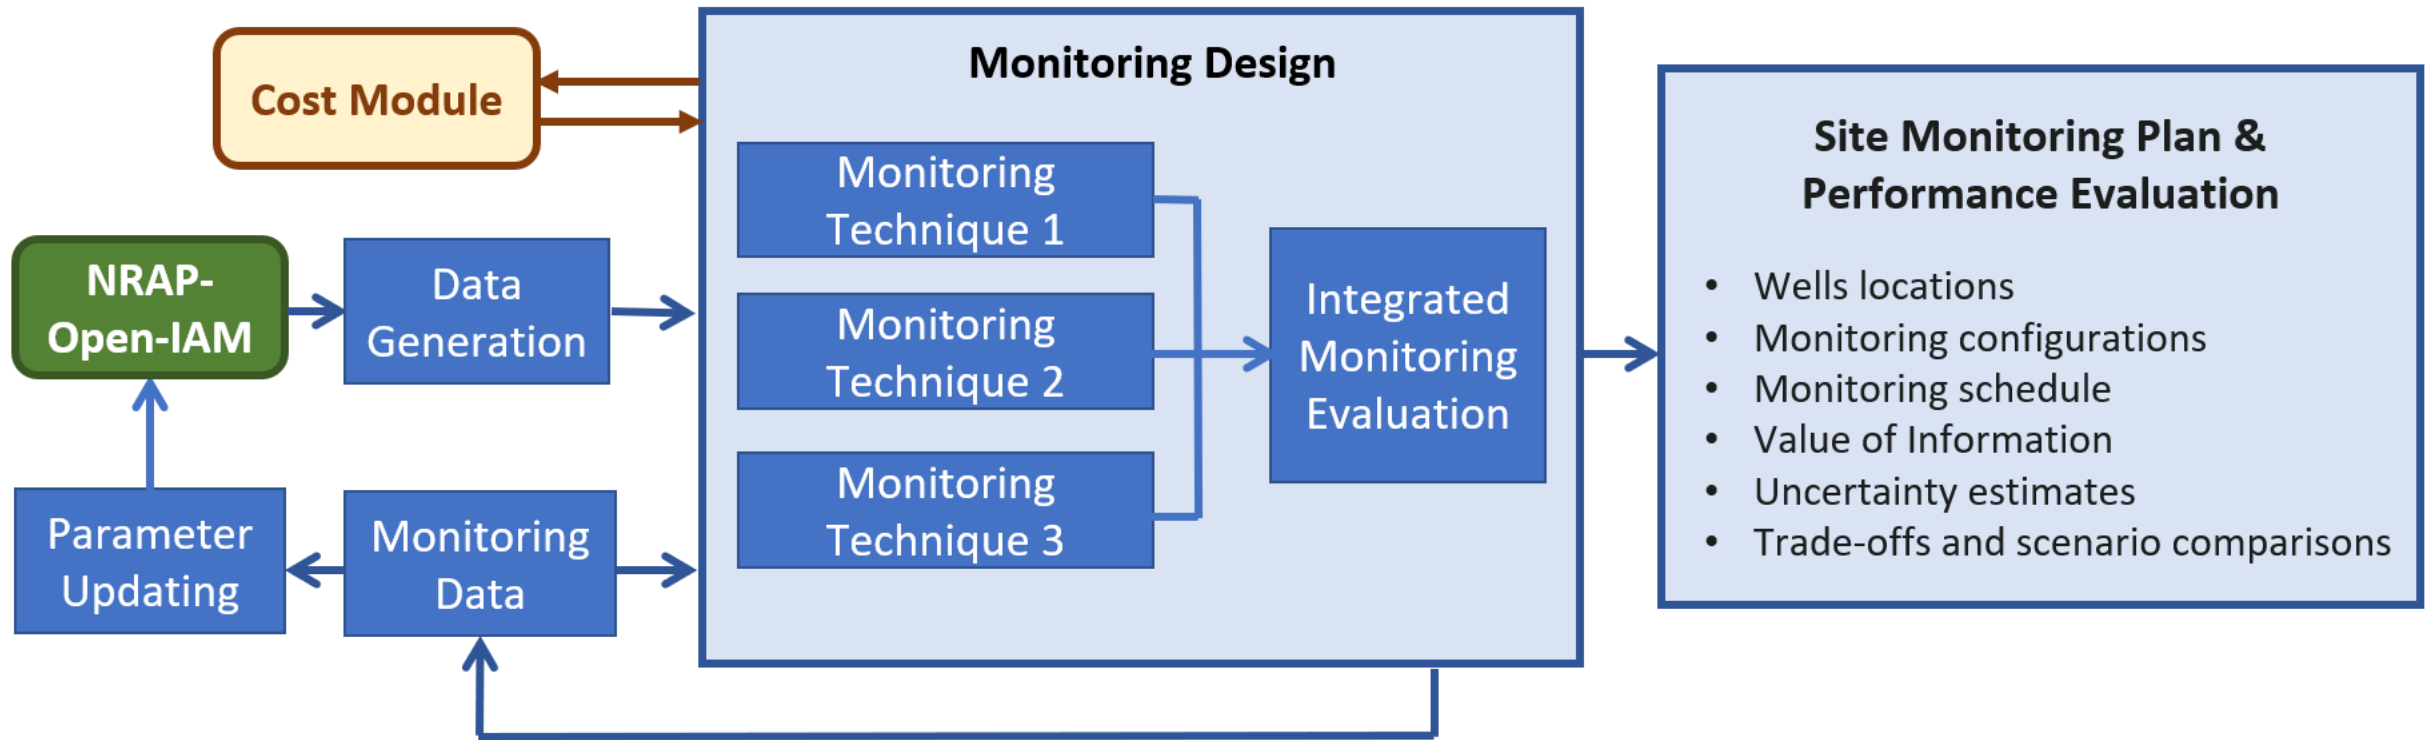 Cost Module
NRAP-
Open-IAM
Data
Generation
Parameter
Updating
Monitoring
Data
Monitoring Design
Monitoring
Technique 1
Monitoring
Technique 2
Monitoring
Technique 3
Integrated
Monitoring
Evaluation
Site Monitoring Plan &
Performance Evaluation
• Wells locations
• Monitoring configurations
• Monitoring schedule
• Value of Information
• Uncertainty estimates
• Trade-offs and scenario comparisons